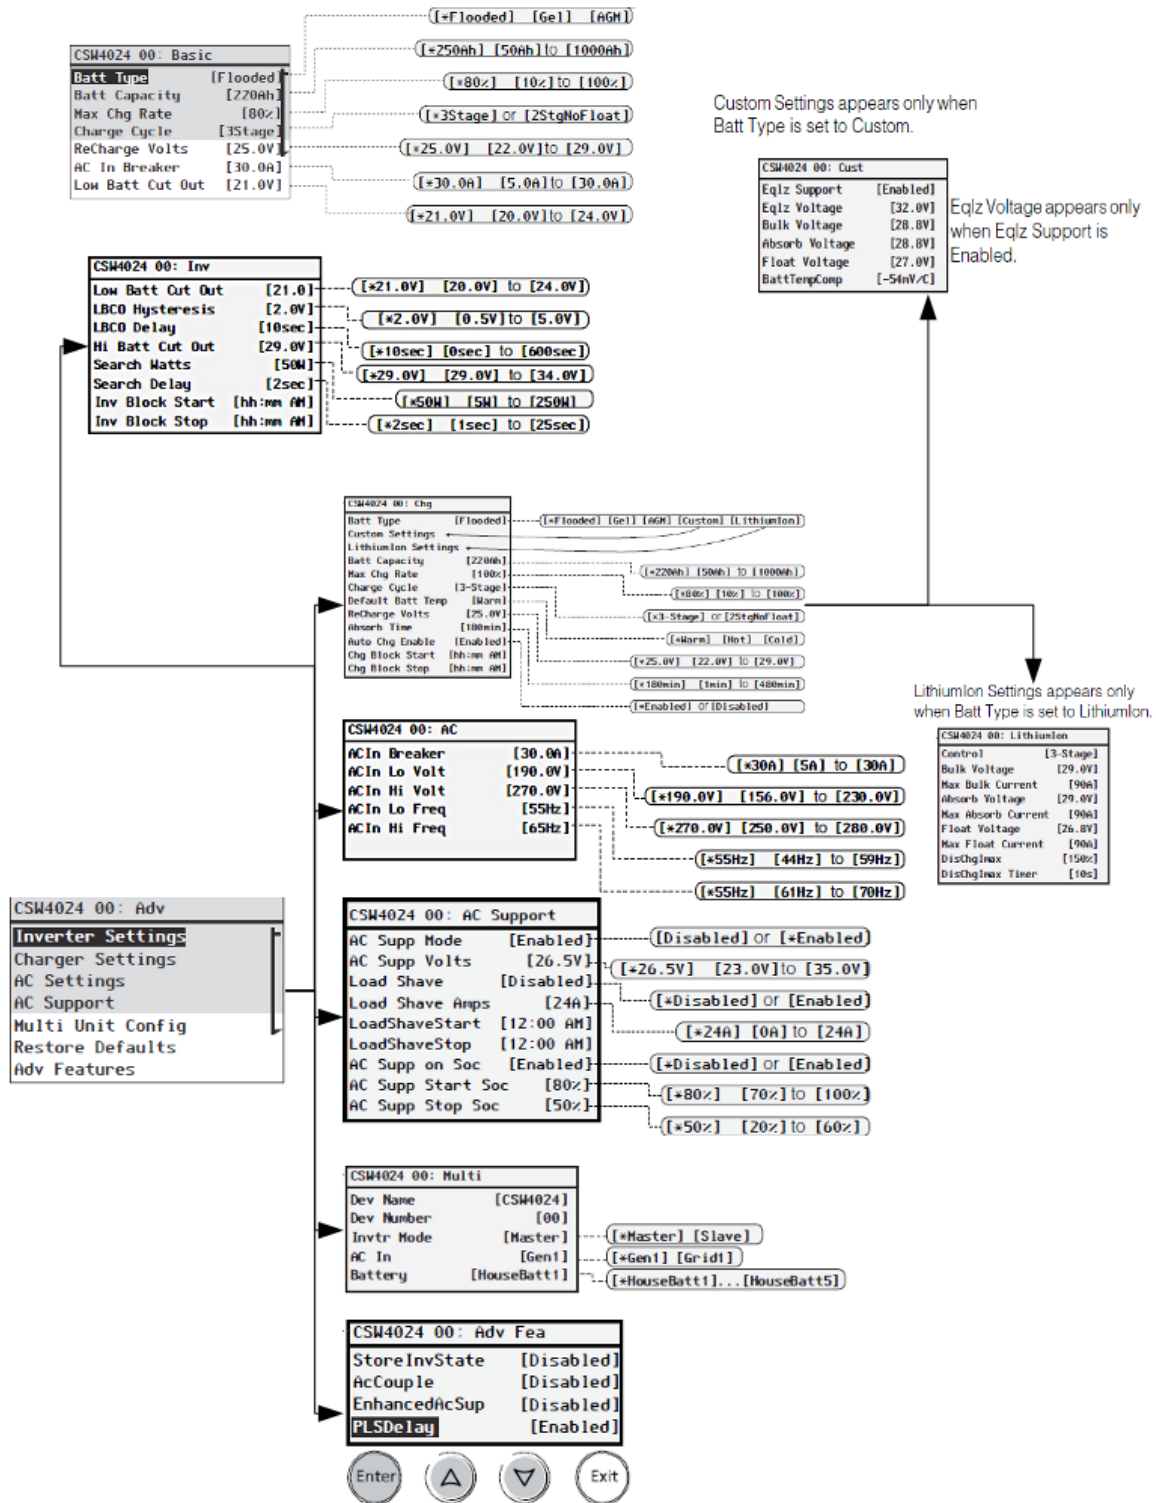 CSW4024 00: Basic
Batt Type [Flooded]
Batt Capacity [220Ah]
Max Chg Rate [80%]
Charge Cycle [3Stage]
ReCharge Volts [25.0V]
AC In Breaker [30.0A]
Low Batt Cut Out [21.0V]
[*Flooded] [Gel] [AGM]
[*250Ah] [50Ah]to [1000Ah]
[*80%] [10%]to [100%]
[*3Stage] or [2StgNoFloat]
[*25.0V] [22.0V]to [29.0V]
[*30.0A] [5.0A]to [30.0A]
[*21.0V] [20.0V]to [24.0V]
Custom Settings appears only when
Batt Type is set to Custom.
CSW4024 00: Cust
Eqlz Support [Enabled]
Eqlz Voltage [32.0V]
Bulk Voltage [28.8V]
Absorb Voltage [28.8V]
Float Voltage [27.0V]
BattTempComp [-54mV/C]
Eqlz Voltage appears only
when Eqlz Support is
Enabled.
CSW4024 00: Inv
Low Batt Cut Out [21.0]
LBCO Hysteresis [2.0V]
LBCO Delay [10sec]
Hi Batt Cut Out [29.0V]
Search Watts [50W]
Search Delay [2sec]
Inv Block Start [hh:mm AM]
Inv Block Stop [hh:mm AM]
[*21.0V] [20.0V] to [24.0V]
[*2.0V] [0.5V]to [5.0V]
[*10sec] [0sec] to [600sec]
[*29.0V] [29.0V] to [34.0V]
[*50W] [5W] to [250W]
[*2sec] [1sec] to [25sec]
CSW4024 00: Chg
Batt Type [Flooded]
Custom Settings
LithiumIon Settings
Batt Capacity [220Ah]
Max Chg Rate [100%]
Charge Cycle [3-Stage]
Default Batt Temp [Warm]
ReCharge Volts [25.0V]
Absorb Time [180min]
Auto Chg Enable [Enabled]
Chg Block Start [hh:mm AM]
Chg Block Stop [hh:mm AM]
[*Flooded] [Gel] [AGM] [Custom] [LithiumIon]
[*220Ah] [50Ah] to [1000Ah]
[*80%] [10%] to [100%]
[*3-Stage] or [2StgNoFloat]
[*Warm] [Hot] [Cold]
[*25.0V] [22.0V] to [29.0V]
[*180min] [1min] to [480min]
[*Enabled] or [Disabled]
LithiumIon Settings appears only
when Batt Type is set to LithiumIon.
CSW4024 00: Lithiumlon
Control [3-Stage]
Bulk Voltage [29.0V]
Max Bulk Current [90A]
Absorb Voltage [29.0V]
Max Absorb Current [90A]
Float Voltage [26.8V]
Max Float Current [90A]
DisChgImax [150%]
DisChgImax Timer [10s]
CSW4024 00: AC
ACIn Breaker [30.0A]
ACIn Lo Volt [190.0V]
ACIn Hi Volt [270.0V]
ACIn Lo Freq [55Hz]
ACIn Hi Freq [65Hz]
[*30A] [5A] to [30A]
[*190.0V] [156.0V] to [230.0V]
[*270.0V] [250.0V] to [280.0V]
[*55Hz] [44Hz] to [59Hz]
[*55Hz] [61Hz] to [70Hz]
CSW4024 00: Adv
Inverter Settings
Charger Settings
AC Settings
AC Support
Multi Unit Config
Restore Defaults
Adv Features
CSW4024 00: AC Support
AC Supp Mode [Enabled]
AC Supp Volts [26.5V]
Load Shave [Disabled]
Load Shave Amps [24A]
LoadShaveStart [12:00 AM]
LoadShaveStop [12:00 AM]
AC Supp on Soc [Enabled]
AC Supp Start Soc [80%]
AC Supp Stop Soc [50%]
[Disabled] or [*Enabled]
[*26.5V] [23.0V]to [35.0V]
[*Disabled] or [Enabled]
[*24A] [0A] to [24A]
[*Disabled] or [Enabled]
[*80%] [70%] to [100%]
[*50%] [20%] to [60%]
CSW4024 00: Multi
Dev Name [CSW4024]
Dev Number [00]
Invtr Mode [Master]
AC In [Gen1]
Battery [HouseBatt1]
[*Master] [Slave]
[*Gen1] [Grid1]
[*HouseBatt1]...[HouseBatt5]
CSW4024 00: Adv Fea
StoreInvState [Disabled]
AcCouple [Disabled]
EnhancedAcSup [Disabled]
PLSDelay [Enabled]
Enter
Exit